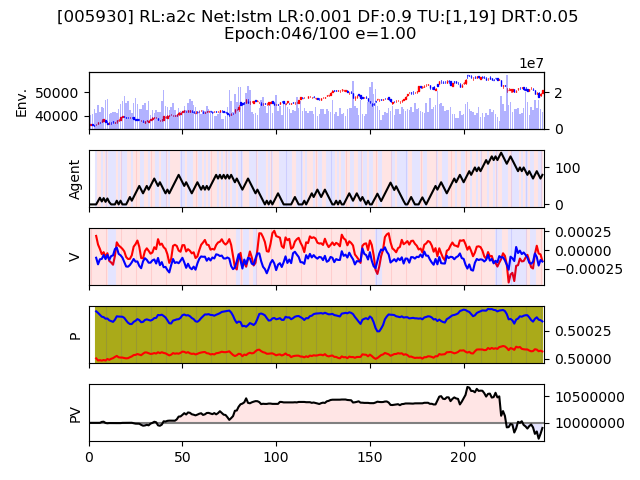 [005930] RL:a2c Net:lstm LR:0.001 DF:0.9 TU:[1,19] DRT:0.05
Epoch:046/100 e=1.00
1e7
Env.
50000
40000
2
0
Agent
100
0
V
0.00025
0.00000
−0.00025
P
0.50025
0.50000
PV
10500000
10000000
0
50
100
150
200